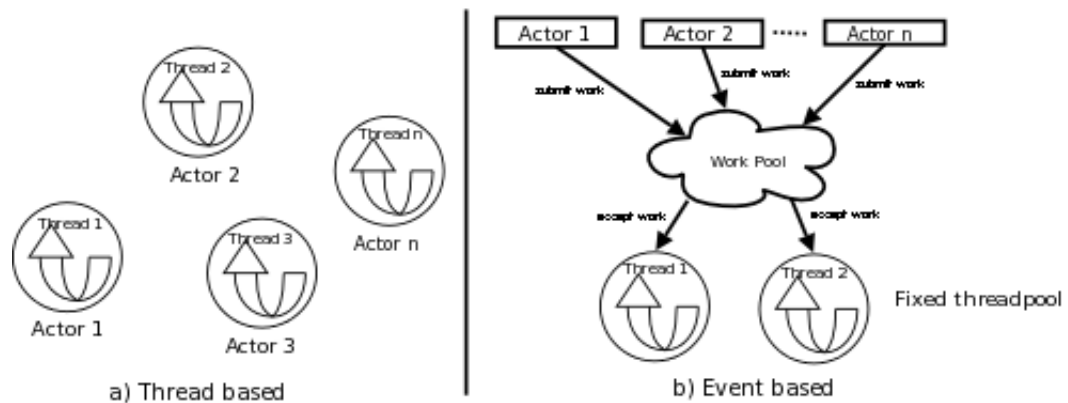 Thread 2
Actor 2
Thread n
Actor n
Thread 1
Actor 1
Thread 3
Actor 3
a) Thread based
Actor 1
Actor 2
.....
Actor n
submit work
submit work
submit work
Work Pool
accept work
accept work
Thread 1
Thread 2
Fixed threadpool
b) Event based